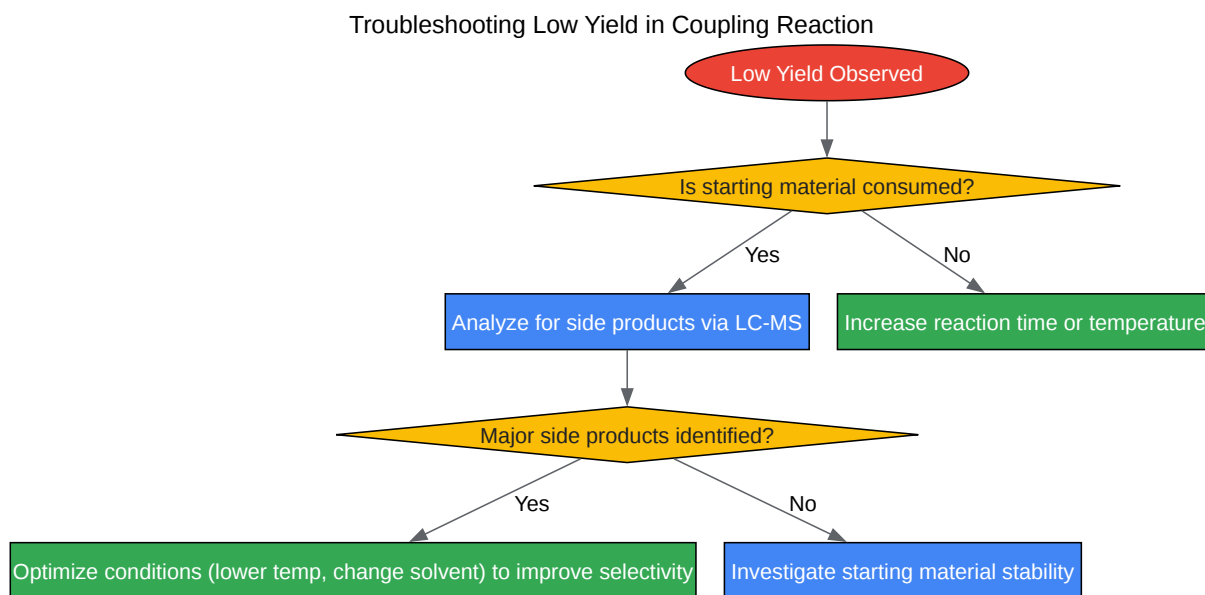 Troubleshooting Low Yield in Coupling Reaction
Low Yield Observed
Is starting material consumed?
Yes
No
Analyze for side products via LC-MS
Increase reaction time or temperature
Major side products identified?
Yes
No
Optimize conditions (lower temp, change solvent) to improve selectivity
Investigate starting material stability